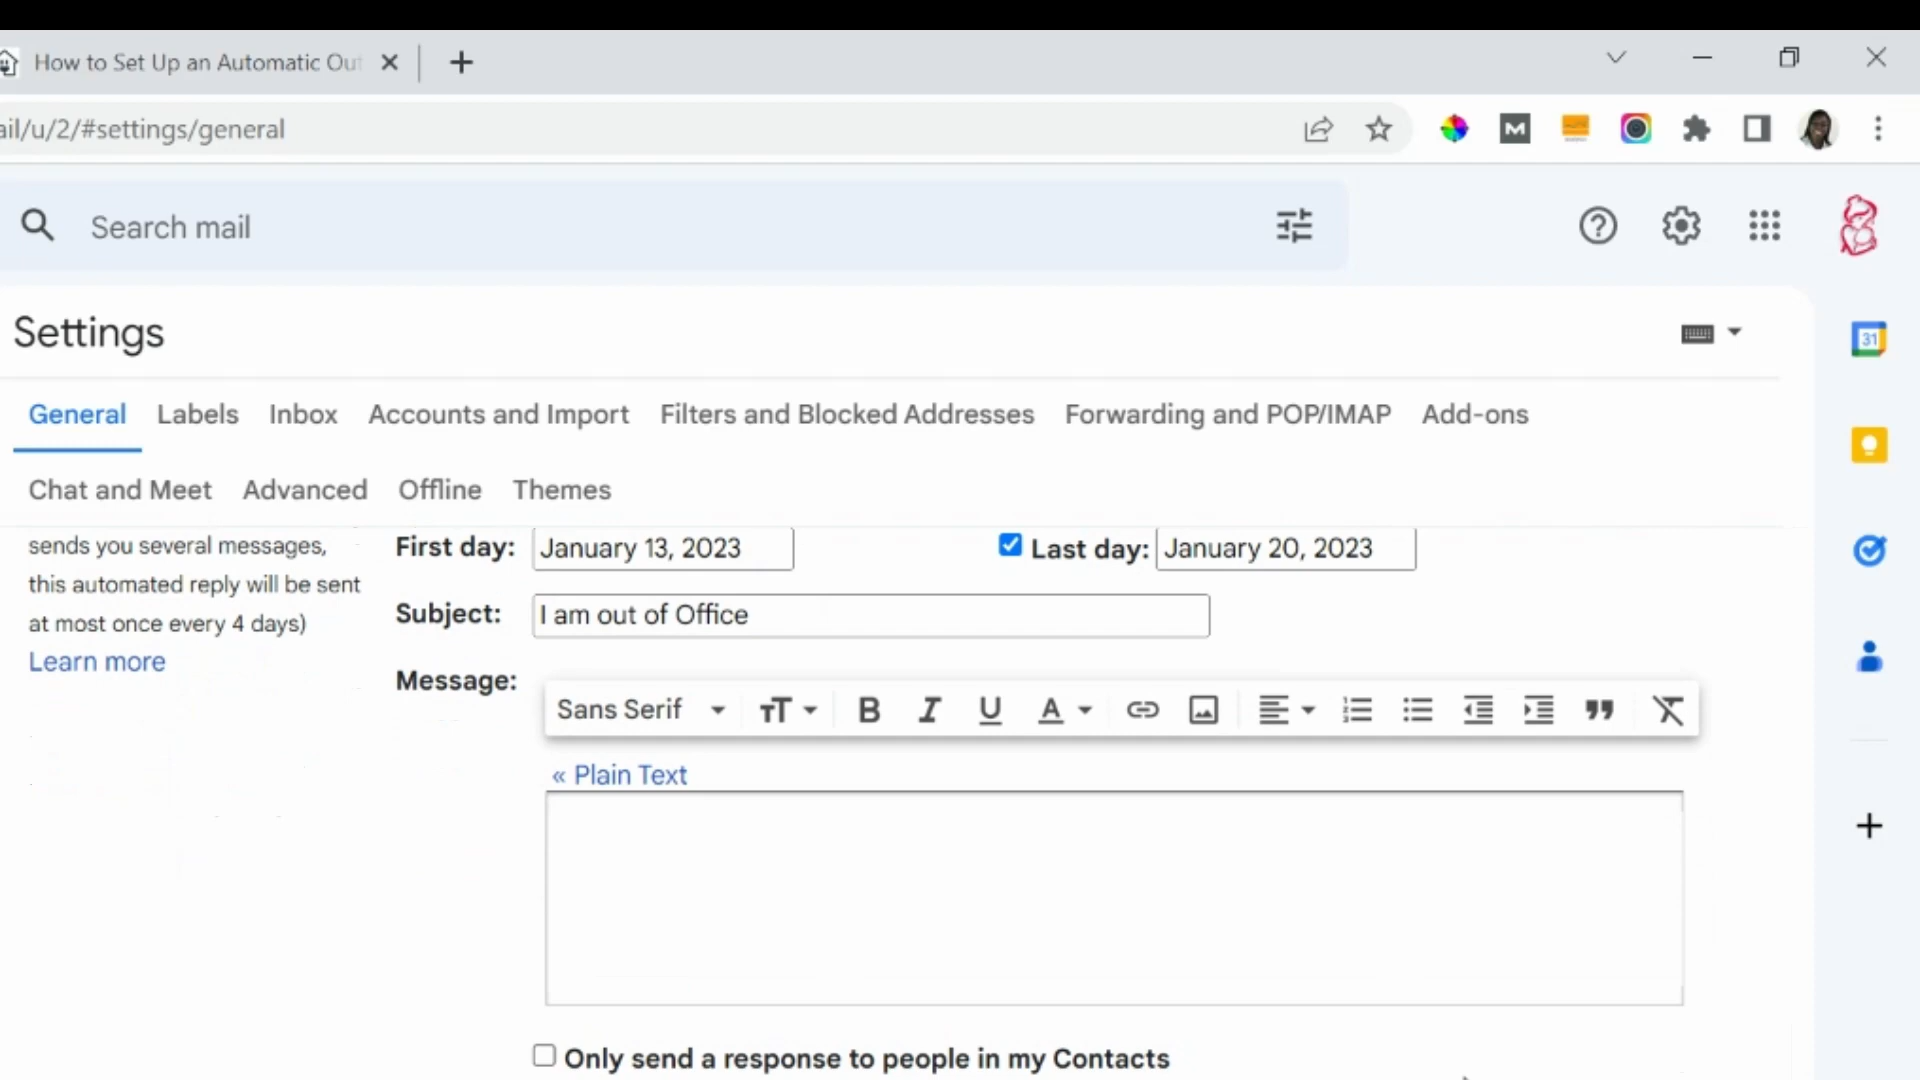 How to Set Up an Automatic Out
ail/u/2/#settings/general
Search mail
Settings
31
General Labels Inbox Accounts and Import Filters and Blocked Addresses Forwarding and POP/IMAP Add-ons
Chat and Meet Advanced Offline Themes
sends you several messages,
this automated reply will be sent
at most once every 4 days)
Learn more
First day: January 13, 2023 Last day: January 20, 2023
Subject: I am out of Office
Message:
Sans Serif
« Plain Text
Only send a response to people in my Contacts